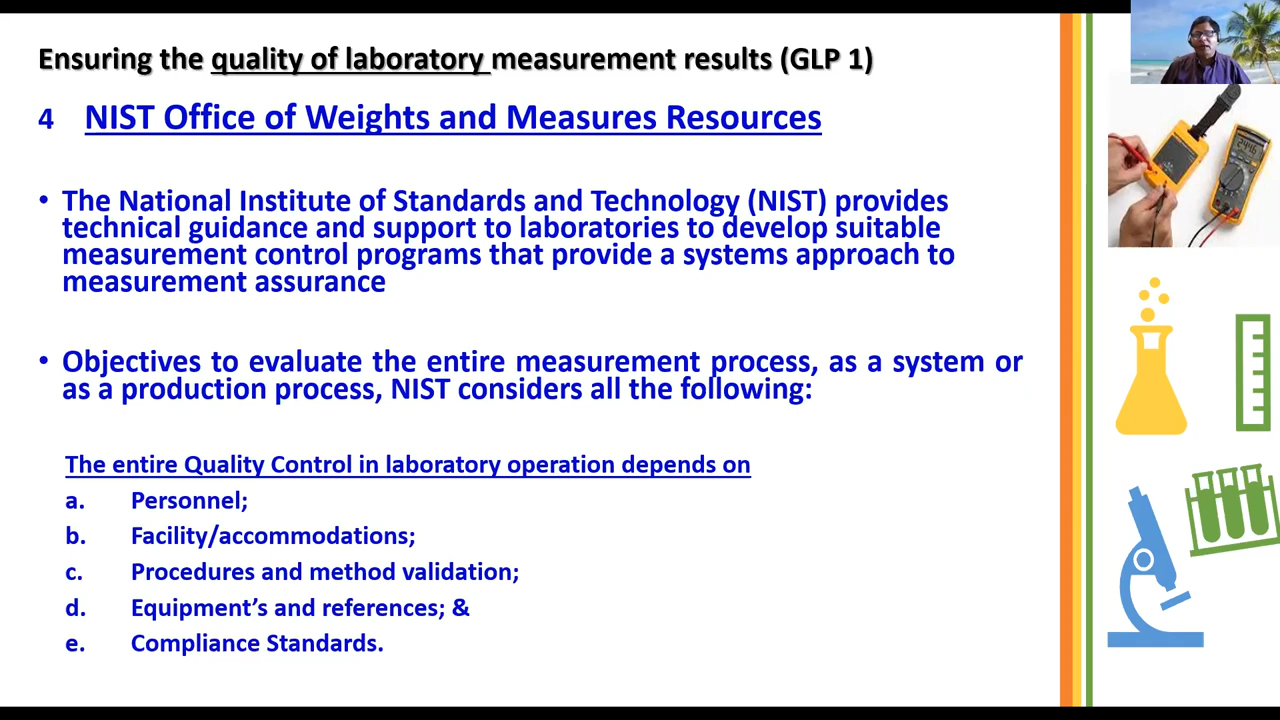 Ensuring the quality of laboratory measurement results (GLP 1)
4 NIST Office of Weights and Measures Resources
• The National Institute of Standards and Technology (NIST) provides
technical guidance and support to laboratories to develop suitable
measurement control programs that provide a systems approach to
measurement assurance
• Objectives to evaluate the entire measurement process, as a system or
as a production process, NIST considers all the following:
The entire Quality Control in laboratory operation depends on
a. Personnel;
b. Facility/accommodations;
c. Procedures and method validation;
d. Equipment’s and references; &
e. Compliance Standards.